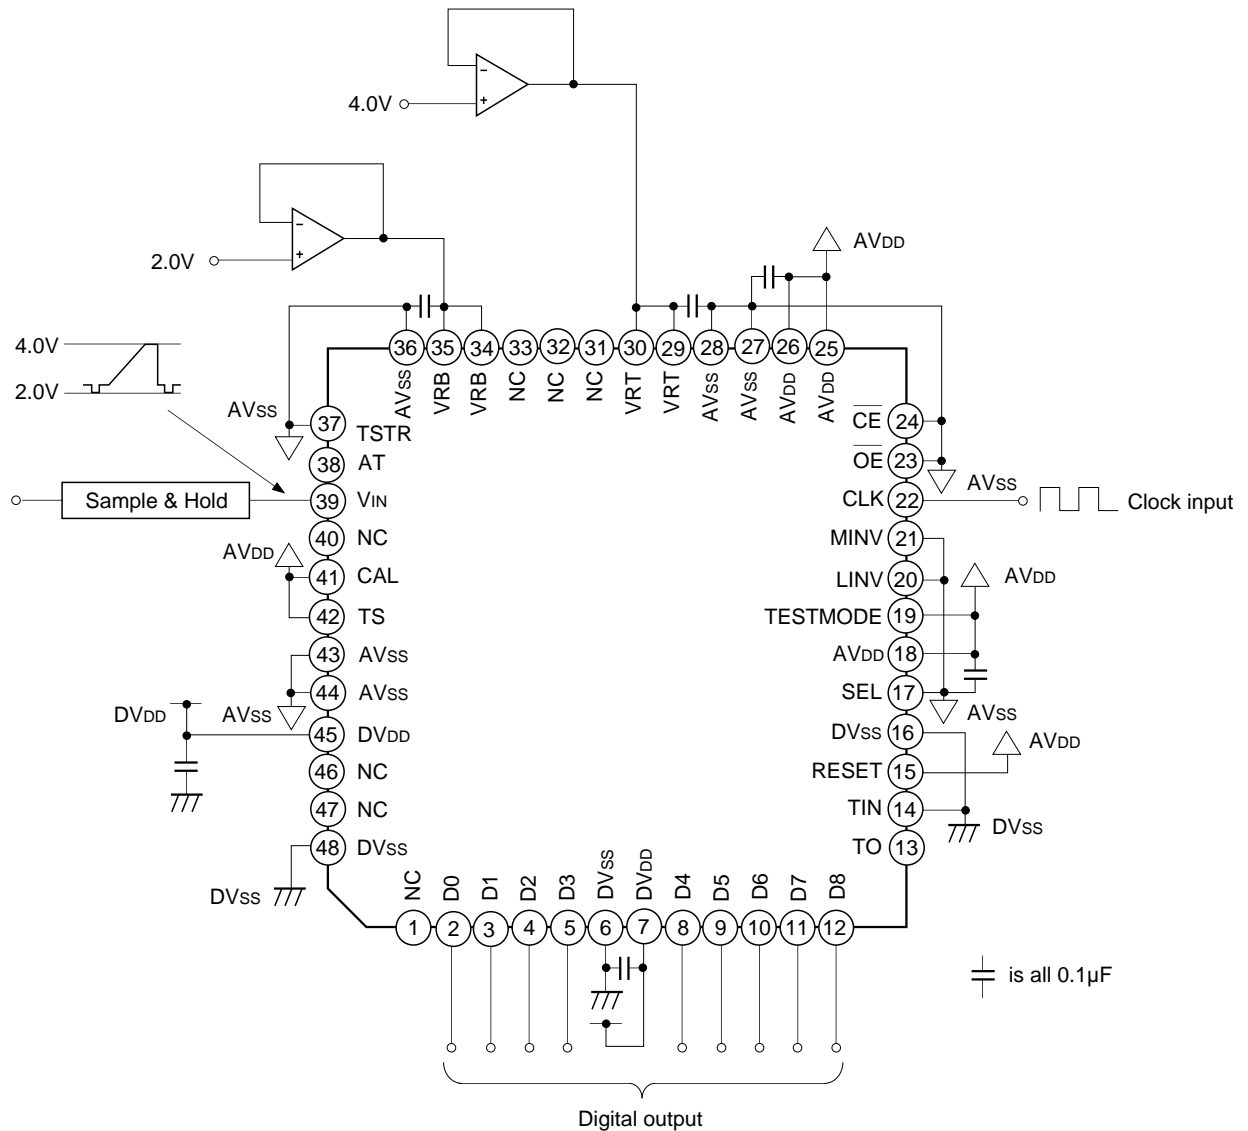 4.0V
−
+
2.0V
−
+
AVDD
4.0V
2.0V
36 35 34 33 32 31 30 29 28 27 26 25
AVSS VRB VRB NC NC NC VRT VRT AVSS AVSS AVDD AVDD
AVSS
37 TSTR
38 AT
Sample & Hold
39 VIN
40 NC
AVDD
41 CAL
42 TS
43 AVSS
44 AVSS
AVSS
DVDD
45 DVDD
46 NC
47 NC
48 DVSS
DVSS
CE 24
OE 23
AVSS
CLK 22
Clock input
MINV 21
LINV 20
AVDD
TESTMODE 19
AVDD 18
SEL 17
AVSS
DVSS 16
AVDD
RESET 15
TIN 14
DVSS
TO 13
NC D0 D1 D2 D3 DVSS DVDD D4 D5 D6 D7 D8
1 2 3 4 5 6 7 8 9 10 11 12
is all 0.1µF
Digital output